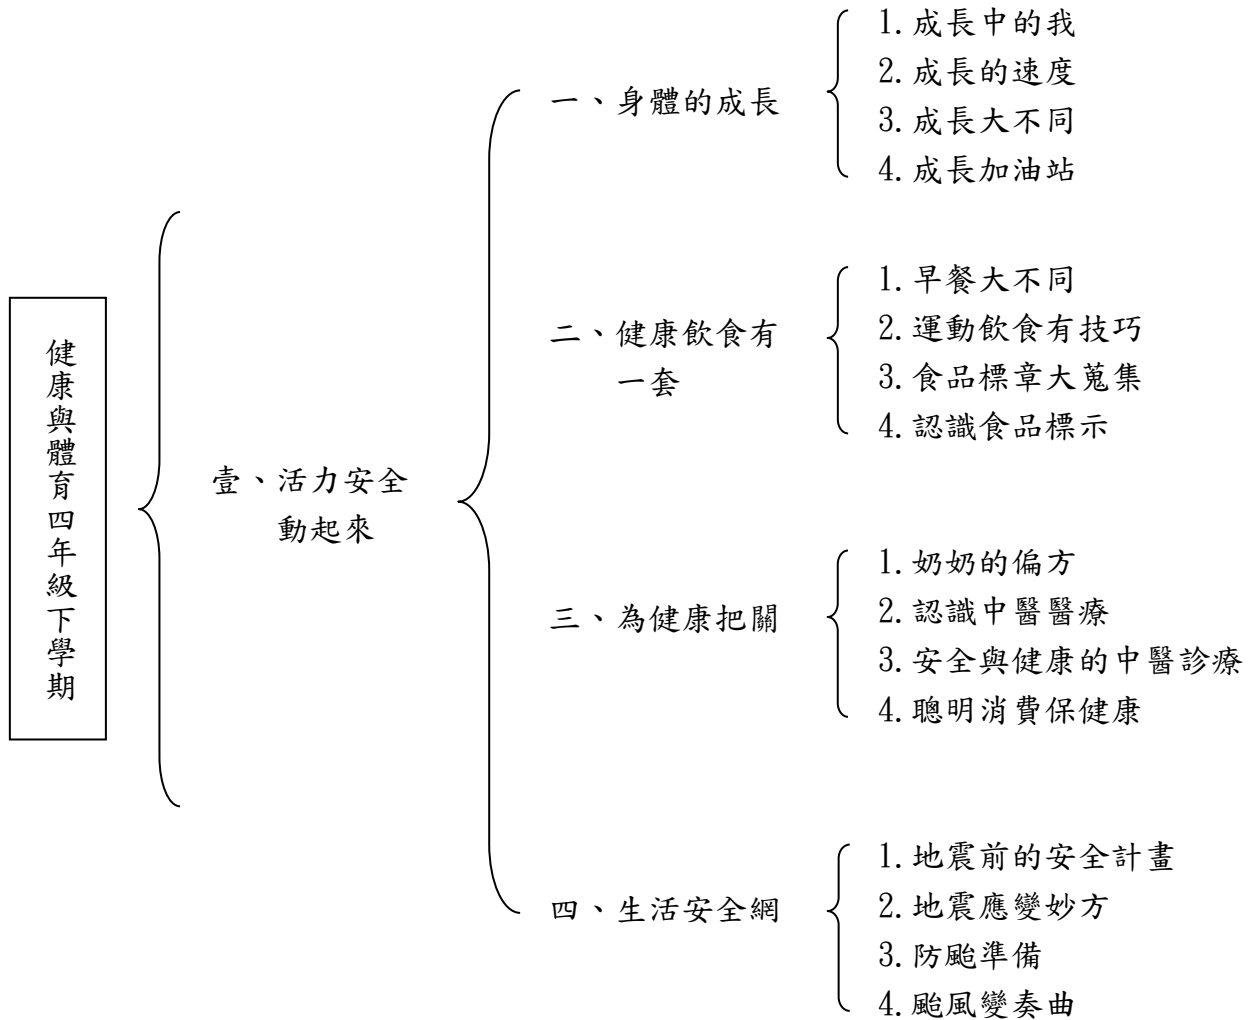 健康與體育四年級下學期
壹、活力安全
動起來
一、身體的成長
1.成長中的我
2.成長的速度
3.成長大不同
4.成長加油站
二、健康飲食有
一套
1.早餐大不同
2.運動飲食有技巧
3.食品標章大蒐集
4.認識食品標示
三、為健康把關
1.奶奶的偏方
2.認識中醫醫療
3.安全與健康的中醫診療
4.聰明消費保健康
四、生活安全網
1.地震前的安全計畫
2.地震應變妙方
3.防颱準備
4.颱風變奏曲